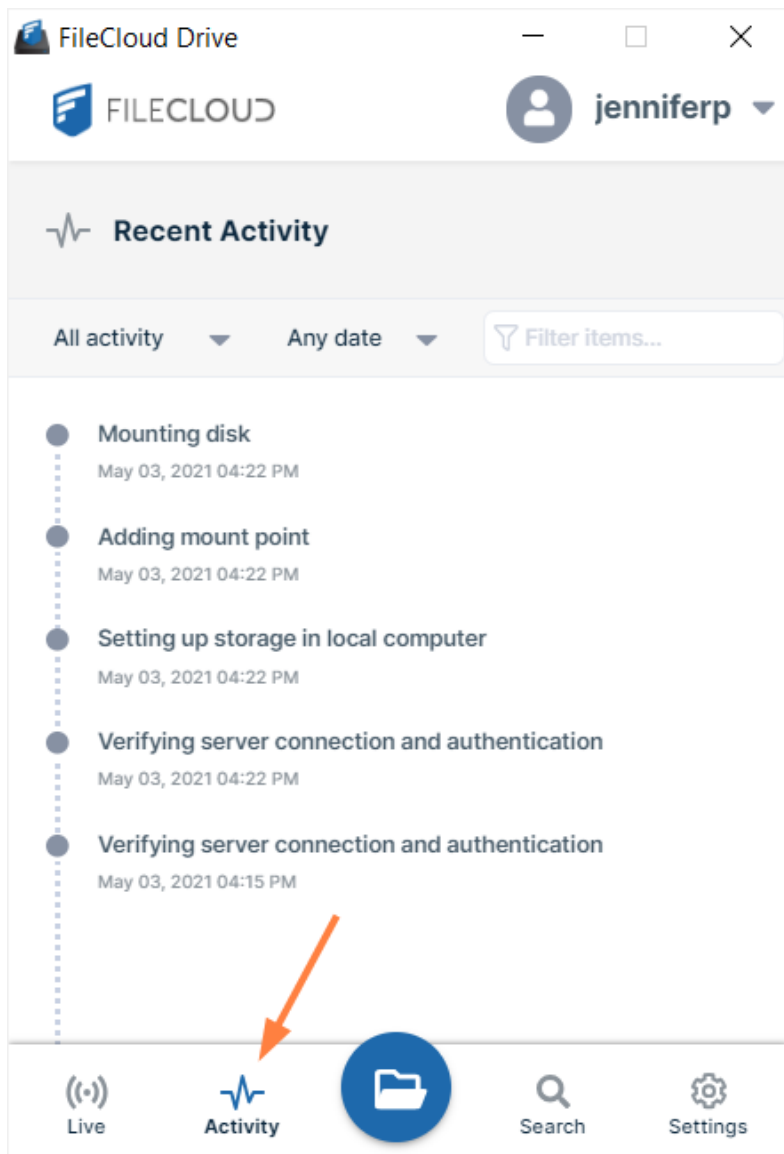 FileCloud Drive
FILECLOUD
jenniferp
Recent Activity
All activity Any date Filter items...
Mounting disk
May 03, 2021 04:22 PM
Adding mount point
May 03, 2021 04:22 PM
Setting up storage in local computer
May 03, 2021 04:22 PM
Verifying server connection and authentication
May 03, 2021 04:22 PM
Verifying server connection and authentication
May 03, 2021 04:15 PM
Live Activity Search Settings